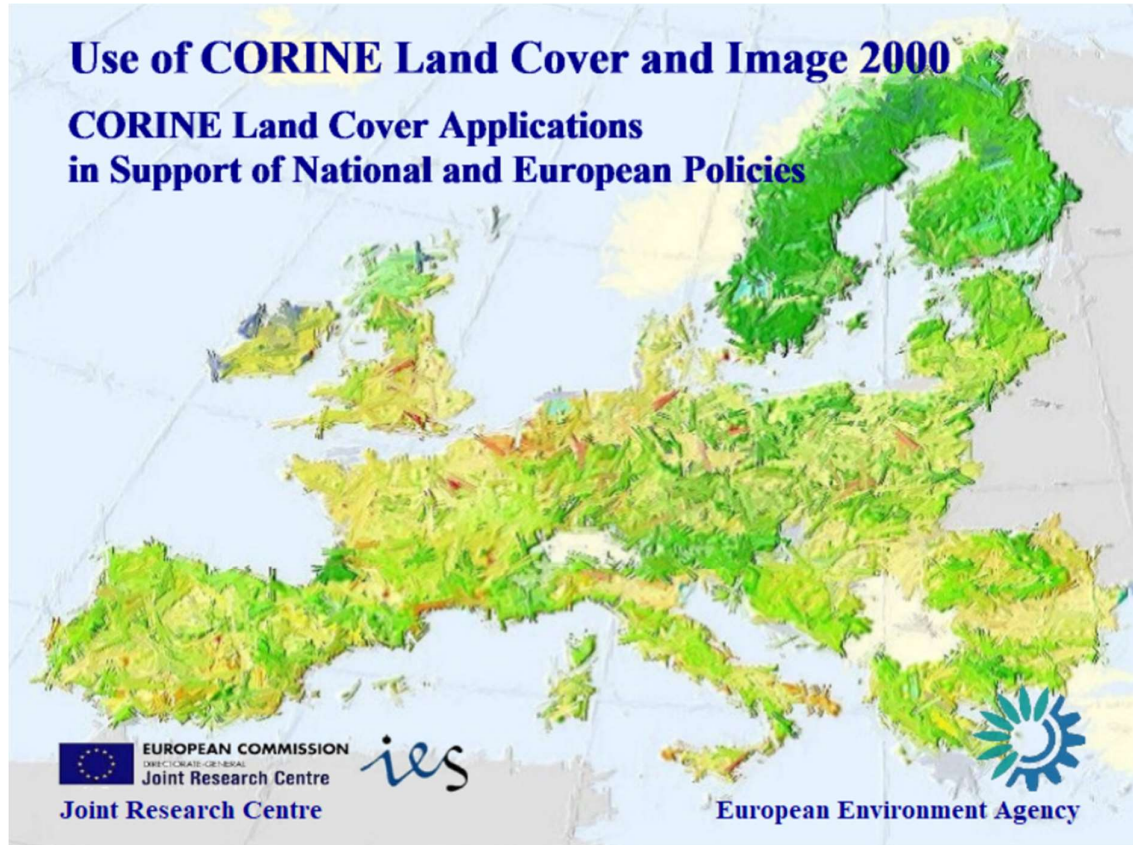 Use of CORINE Land Cover and Image 2000
CORINE Land Cover Applications
in Support of National and European Policies
EUROPEAN COMMISSION
DIRECTORATE-GENERAL
Joint Research Centre
ies
Joint Research Centre
European Environment Agency